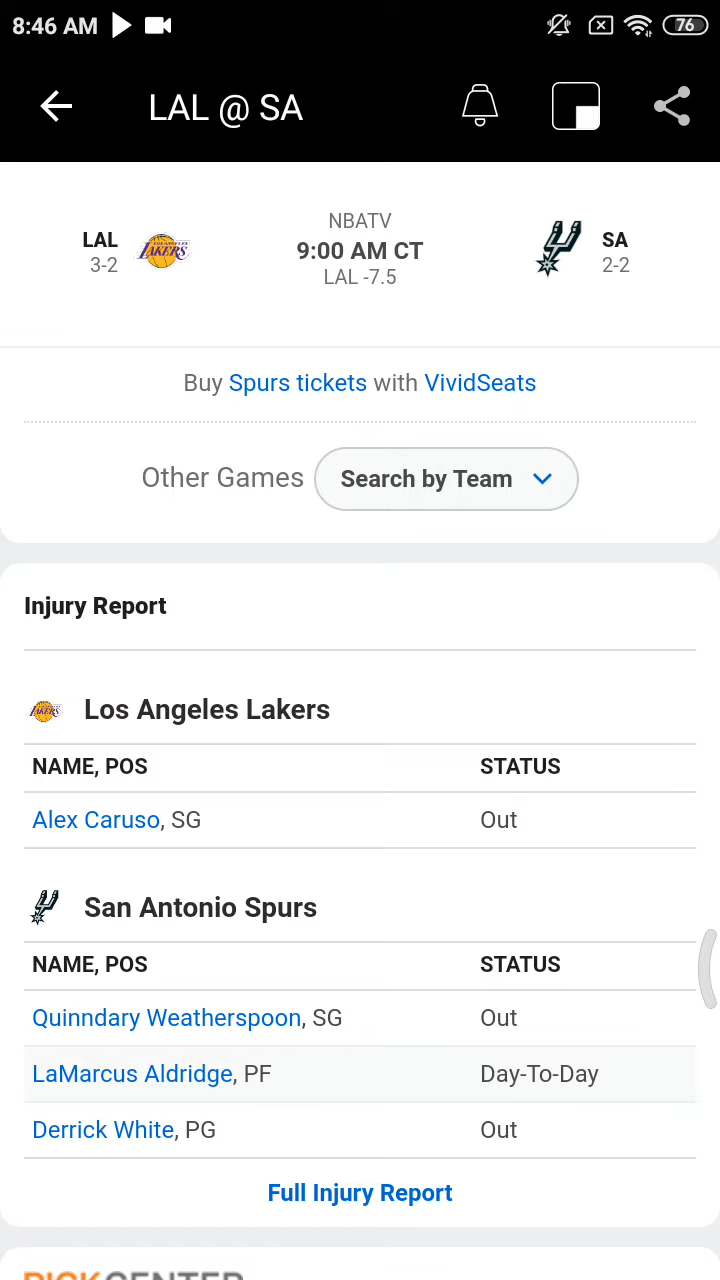 8:46 AM 76
LAL @ SA
NBATV
LAL 9:00 AM CT SA
3-2 LAL -7.5 2-2
LAKERS
Buy Spurs tickets with VividSeats
Other Games Search by Team
Injury Report
LAKERS Los Angeles Lakers
NAME, POS STATUS
Alex Caruso, SG Out
San Antonio Spurs
NAME, POS STATUS
Quinndary Weatherspoon, SG Out
LaMarcus Aldridge, PF Day-To-Day
Derrick White, PG Out
Full Injury Report
PICKCENTER